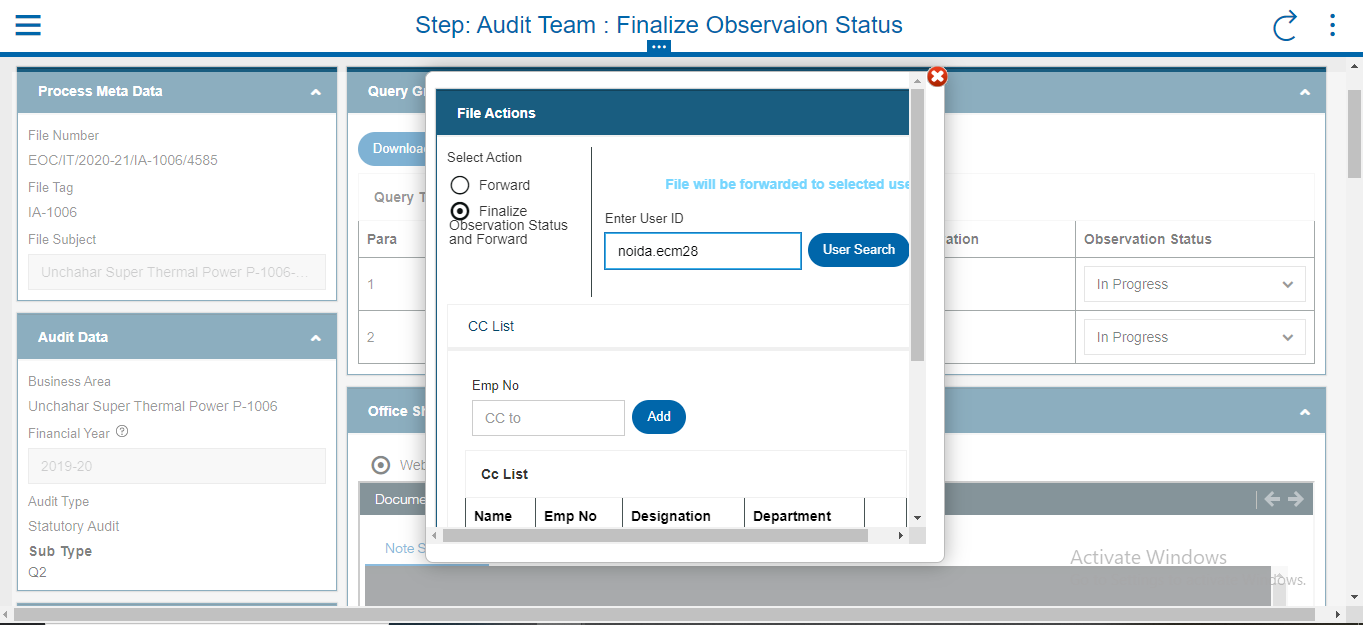 Step: Audit Team : Finalize Observaion Status
Process Meta Data
File Number
EOC/IT/2020-21/IA-1006/4585
File Tag
IA-1006
File Subject
Unchahar Super Thermal Power P-1006-...
Audit Data
Business Area
Unchahar Super Thermal Power P-1006
Financial Year
2019-20
Audit Type
Statutory Audit
Sub Type
Q2
Query Gr
Downloa
Query T
Para
ation
Observation Status
1
In Progress
2
In Progress
Office Sh
Web
Docume
Note S
File Actions
Select Action
Forward
Finalize
Observation Status
and Forward
File will be forwarded to selected use
Enter User ID
noida.ecm28
User Search
CC List
Emp No
CC to
Add
Cc List
Name
Emp No
Designation
Department
Activate Windows
dows.